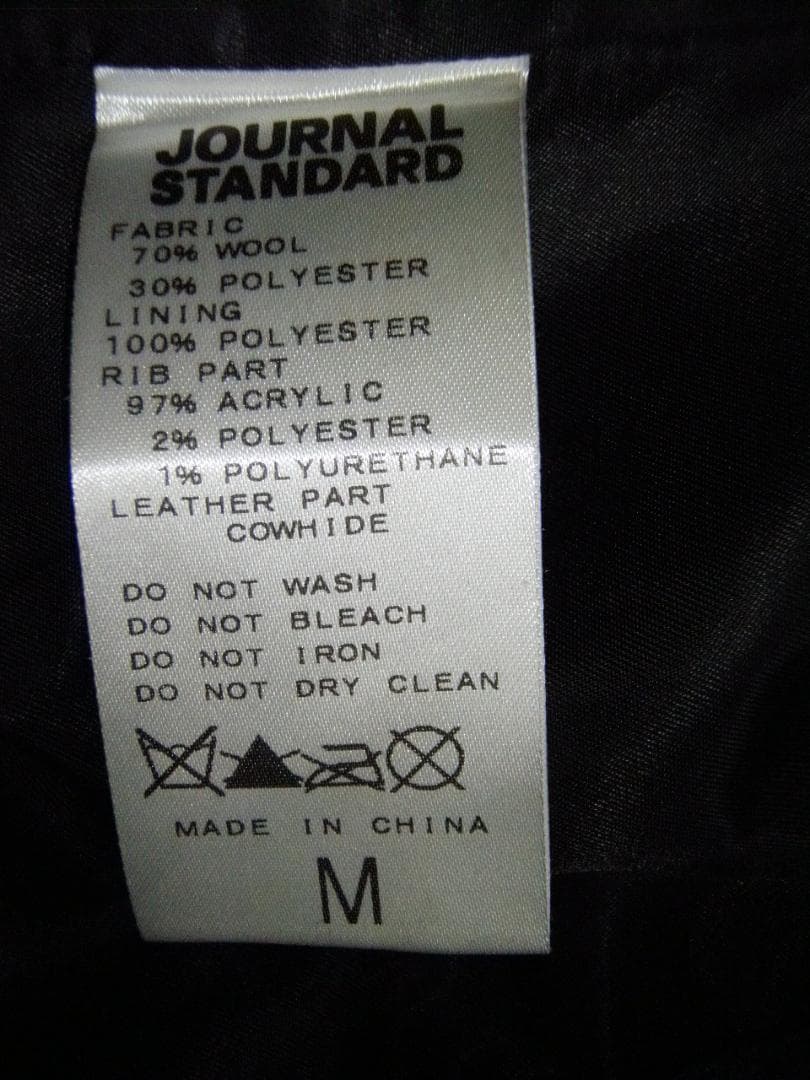 JOURNAL
STANDARD
FABRIC
70% WOOL
30% POLYESTER
LINING
100% POLYESTER
RIB PART
97% ACRYLIC
2% POLYESTER
1% POLYURETHANE
LEATHER PART
COWHIDE
DO NOT WASH
DO NOT BLEACH
DO NOT IRON
DO NOT DRY CLEAN
MADE IN CHINA
M